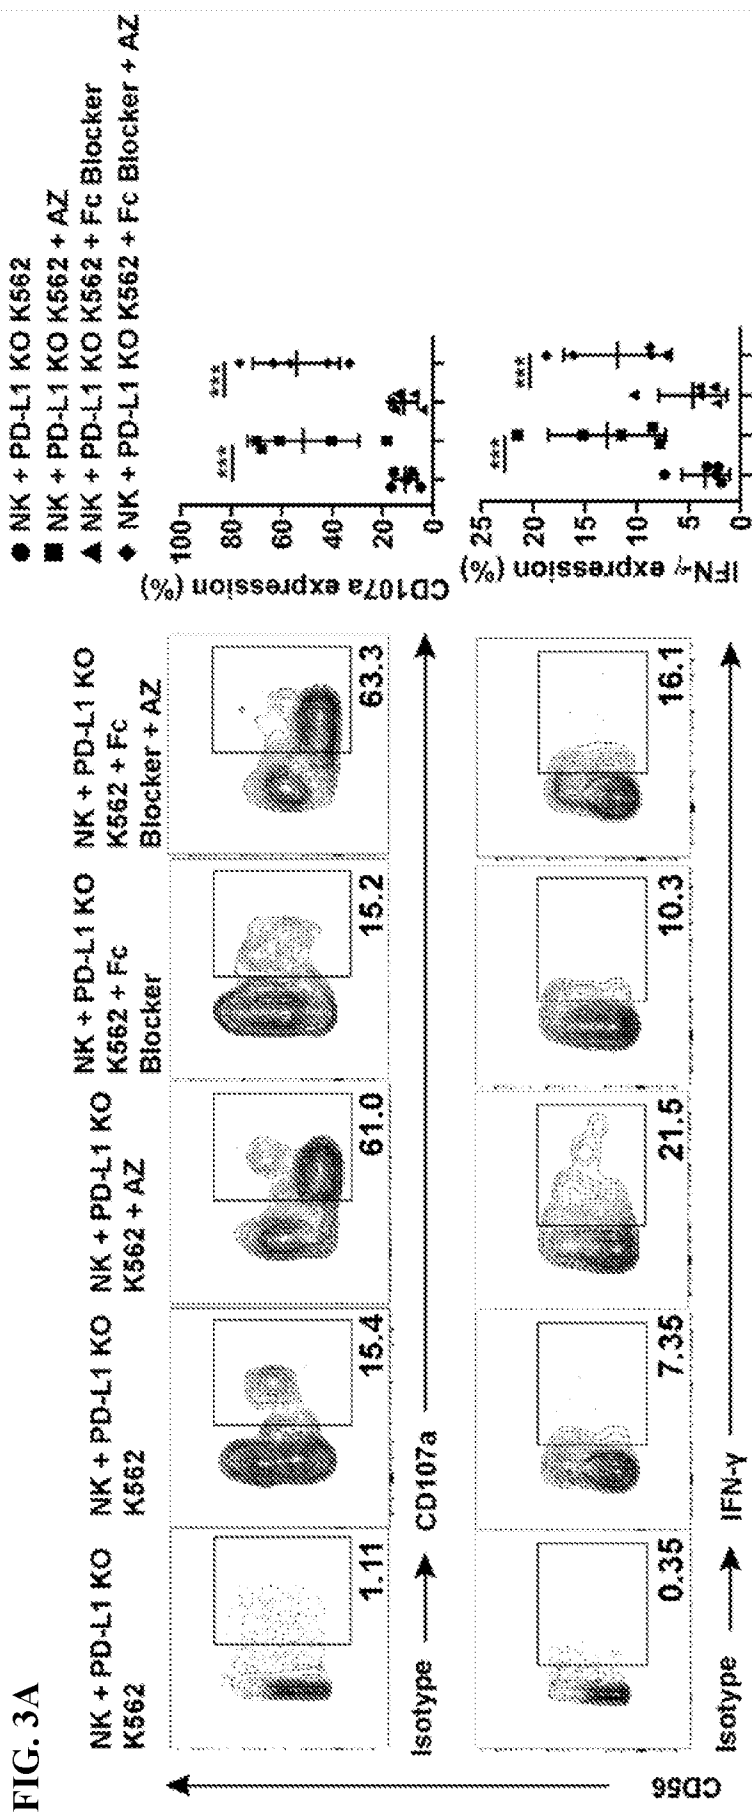 FIG. 3A
NK + PD-L1 KO
K562
NK + PD-L1 KO
K562
NK + PD-L1 KO
K562 + AZ
NK + PD-L1 KO
K562 + Fc
Blocker
NK + PD-L1 KO
K562 + Fc
Blocker + AZ
● NK + PD-L1 KO K562
■ NK + PD-L1 KO K562 + AZ
▲ NK + PD-L1 KO K562 + Fc Blocker
◆ NK + PD-L1 KO K562 + Fc Blocker + AZ
CD56
1.11
15.4
61.0
15.2
63.3
Isotype
CD107a
CD107a expression (%)
100
80
60
40
20
0
***
***
0.35
7.35
21.5
10.3
16.1
Isotype
IFN-γ
IFN-γ expression (%)
25
20
15
10
5
0
***
***